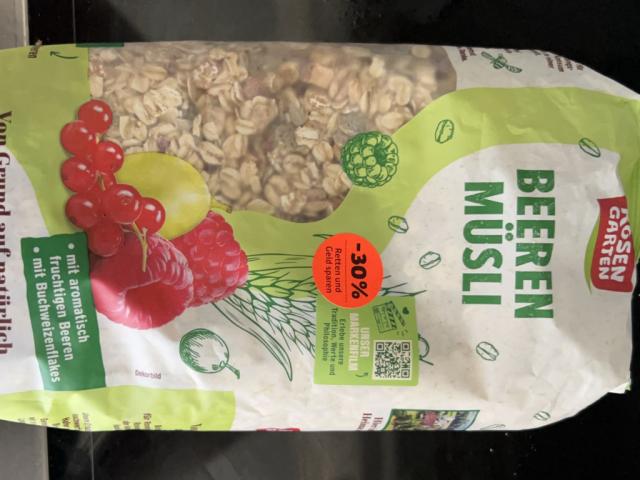 ROSEN
GARTEN
BEEREN
MÜSLI
-30%
Retten und
Geld sparen
UNSER
MARKENFILM
Erlebe unsere
Tradition, Werte und
Philosophie
• mit aromatisch
fruchtigen Beeren
• mit Buchweizenflakes
Dekorbild
Von Grund auf natürlich